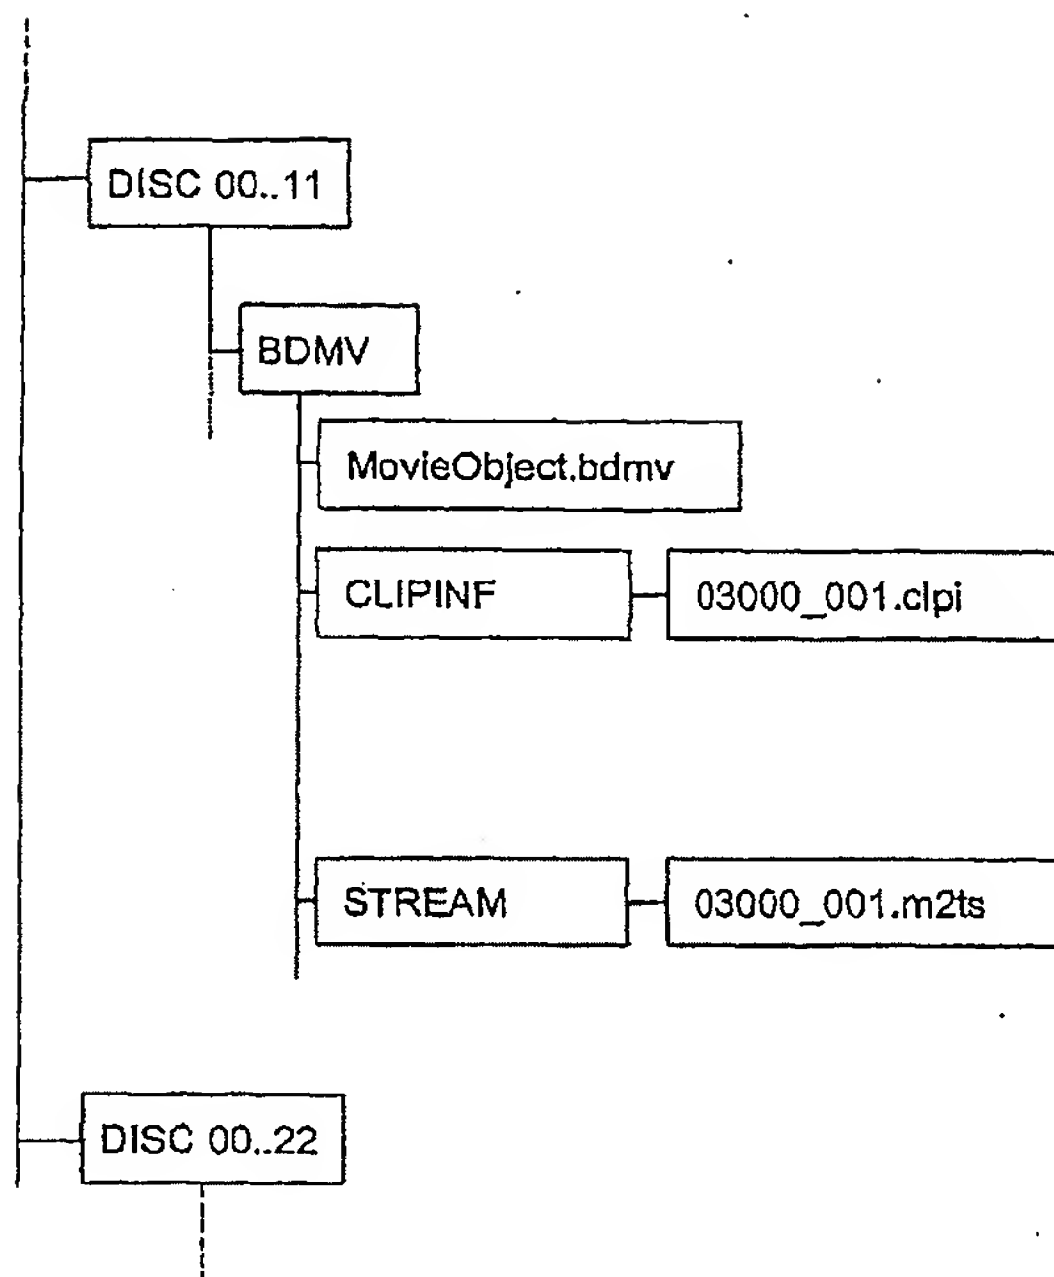 DISC 00..11
BDMV
MovieObject.bdmv
CLIPINF
03000_001.clpi
STREAM
03000_001.m2ts
DISC 00..22